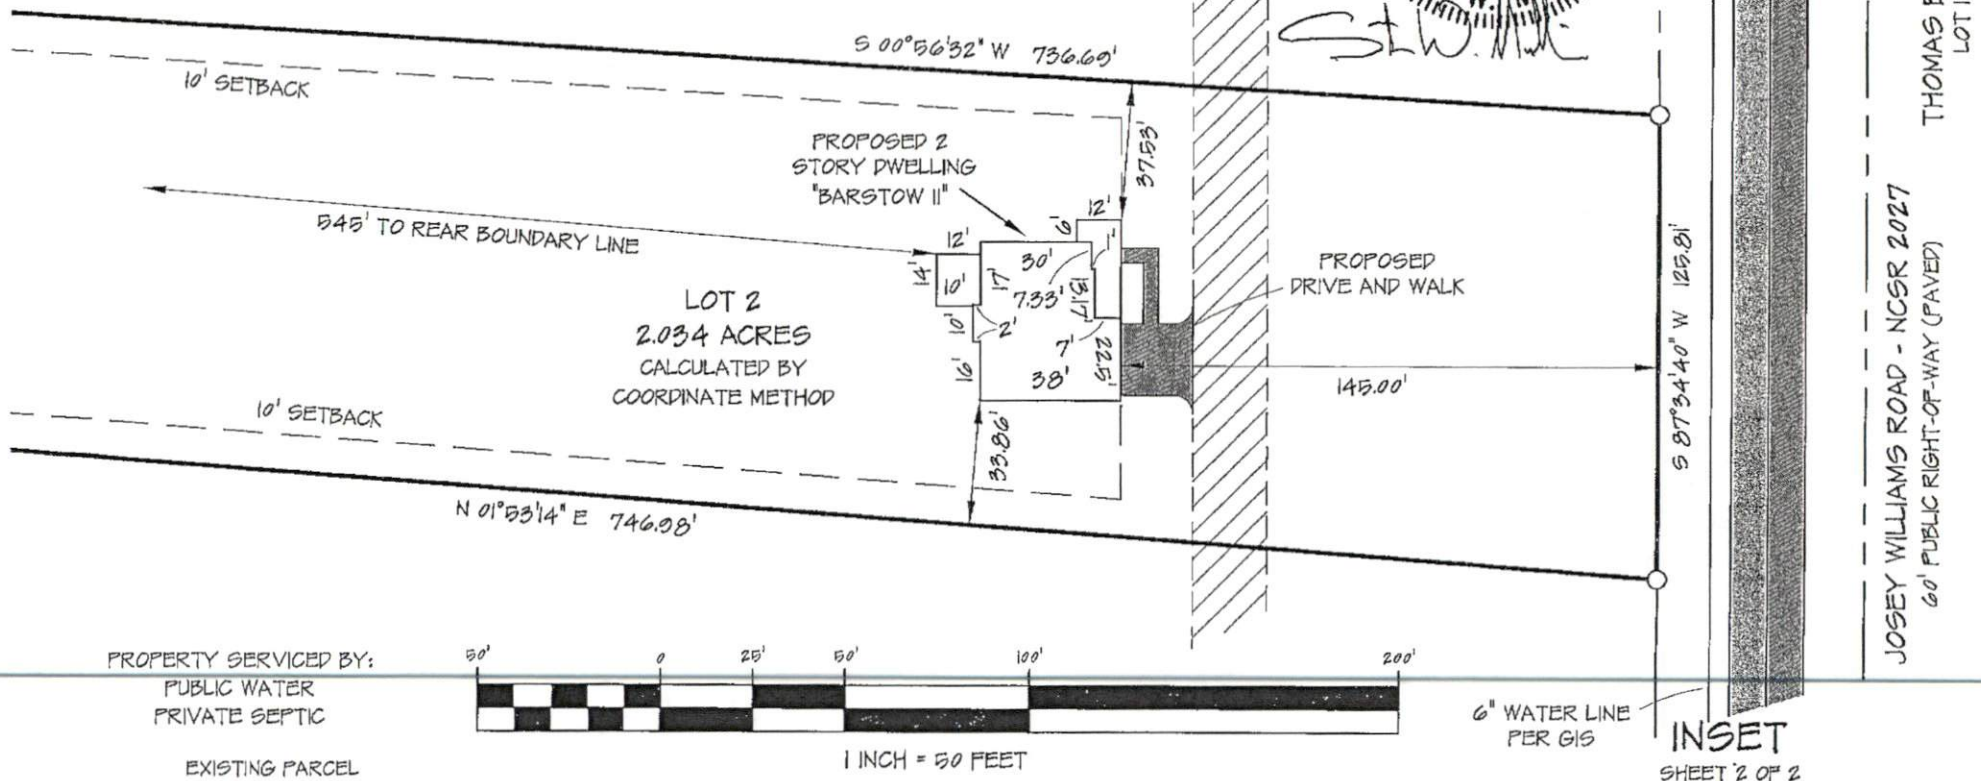 S 00°56'32" W 736.69'
10' SETBACK
PROPOSED 2
STORY DWELLING
"BARSTOW II"
37.53'
545' TO REAR BOUNDARY LINE
12'
6'
1'
12'
30'
14'
10'
17'
7.33'
13.17'
10'
2'
7'
22.5'
16'
38'
LOT 2
2.034 ACRES
CALCULATED BY
COORDINATE METHOD
PROPOSED
DRIVE AND WALK
145.00'
S 87°34'40" W 125.81'
10' SETBACK
33.86'
N 01°53'14" E 746.98'
JOSEY WILLIAMS ROAD - NCSR 2027
60' PUBLIC RIGHT-OF-WAY (PAVED)
THOMAS
LOT
PROPERTY SERVICED BY:
PUBLIC WATER
PRIVATE SEPTIC
EXISTING PARCEL
50' 0 25' 50' 100' 200'
1 INCH = 50 FEET
6" WATER LINE
PER GIS
INSET
SHEET 2 OF 2